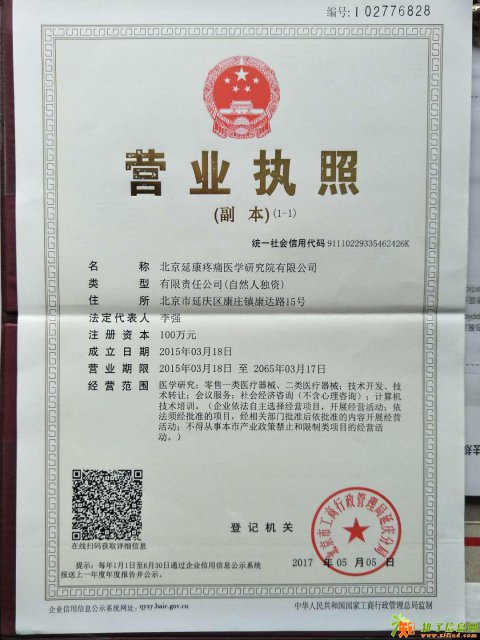 编号:102776828
营业执照
(副 本)(1-1)
统一社会信用代码 91110229335462426K
名 称 北京延康疼痛医学研究院有限公司
类 型 有限责任公司(自然人独资)
住 所 北京市延庆区康庄镇康达路15号
法定代表人 李强
注册资本 100万元
成立日期 2015年03月18日
营业期限 2015年03月18日 至 2065年03月17日
经营范围 医学研究；零售一类医疗器械、二类医疗器械；技术开发、技
术转让；会议服务；社会经济咨询（不含心理咨询）；计算机
技术培训。（企业依法自主选择经营项目，开展经营活动；依
法须经批准的项目，经相关部门批准后依批准的内容开展经营
活动；不得从事本市产业政策禁止和限制类项目的经营活
动。）
在线扫码获取详细信息
登记机关
北京市工商行政管理局延庆分局
2017 年 05 月 05 日
提示：每年1月1日至6月30日通过企业信用信息公示系统
报送上一年度年度报告并公示。
企业信用信息公示系统网址：qyxy.baic.gov.cn
中华人民共和国国家工商行政管理总局监制